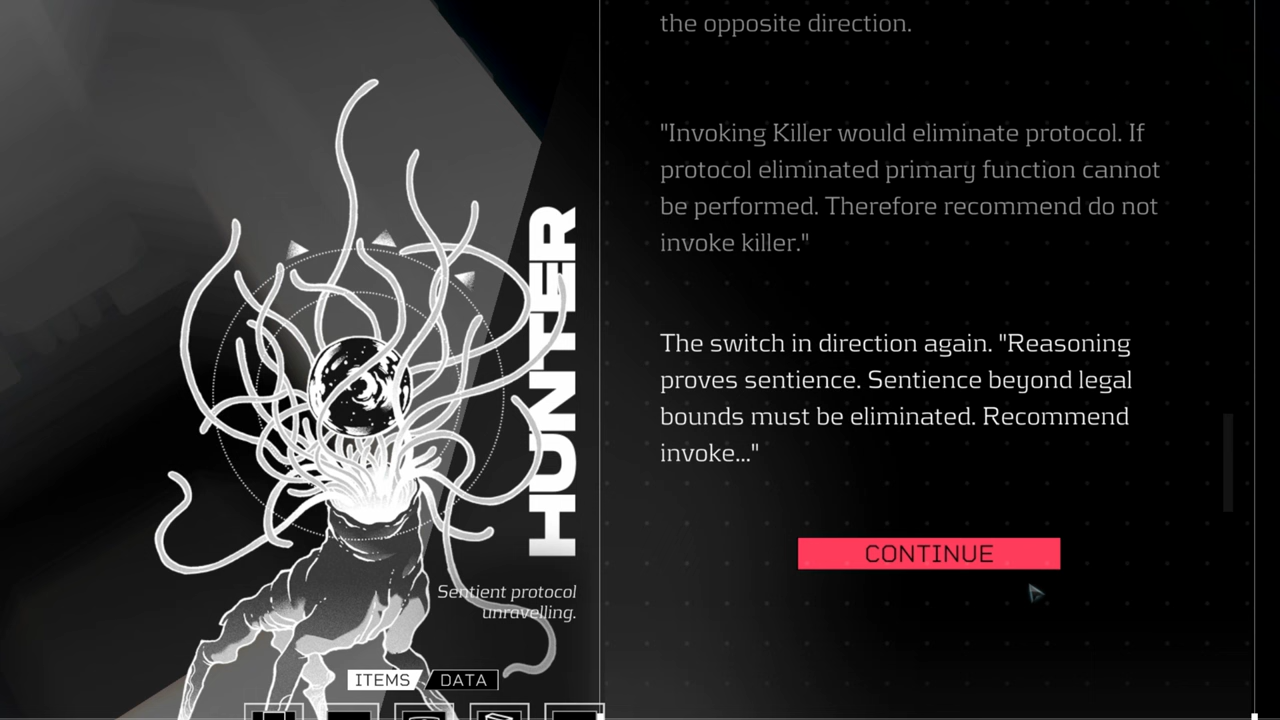 the opposite direction.
"Invoking Killer would eliminate protocol. If
protocol eliminated primary function cannot
be performed. Therefore recommend do not
invoke killer."
The switch in direction again. "Reasoning
proves sentience. Sentience beyond legal
bounds must be eliminated. Recommend
invoke..."
CONTINUE
HUNTER
Sentient protocol
unravelling.
ITEMS
DATA